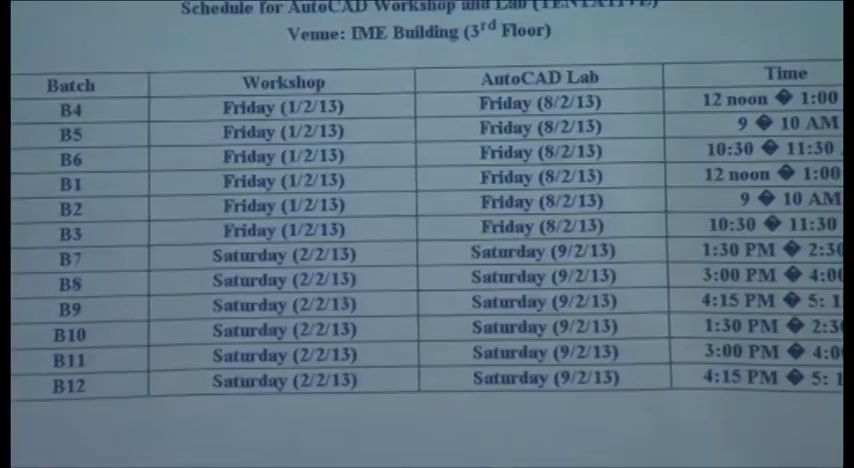 Schedule for AutoCAD Workshop and Lab (TENTATIVE)
Venue: IME Building (3rd Floor)
Batch Workshop AutoCAD Lab Time
B4 Friday (1/2/13) Friday (8/2/13) 12 noon � 1:00
B5 Friday (1/2/13) Friday (8/2/13) 9 � 10 AM
B6 Friday (1/2/13) Friday (8/2/13) 10:30 � 11:30
B1 Friday (1/2/13) Friday (8/2/13) 12 noon � 1:00
B2 Friday (1/2/13) Friday (8/2/13) 9 � 10 AM
B3 Friday (1/2/13) Friday (8/2/13) 10:30 � 11:30
B7 Saturday (2/2/13) Saturday (9/2/13) 1:30 PM � 2:30
B8 Saturday (2/2/13) Saturday (9/2/13) 3:00 PM � 4:00
B9 Saturday (2/2/13) Saturday (9/2/13) 4:15 PM � 5: 1
B10 Saturday (2/2/13) Saturday (9/2/13) 1:30 PM � 2:3
B11 Saturday (2/2/13) Saturday (9/2/13) 3:00 PM � 4:0
B12 Saturday (2/2/13) Saturday (9/2/13) 4:15 PM � 5: 1